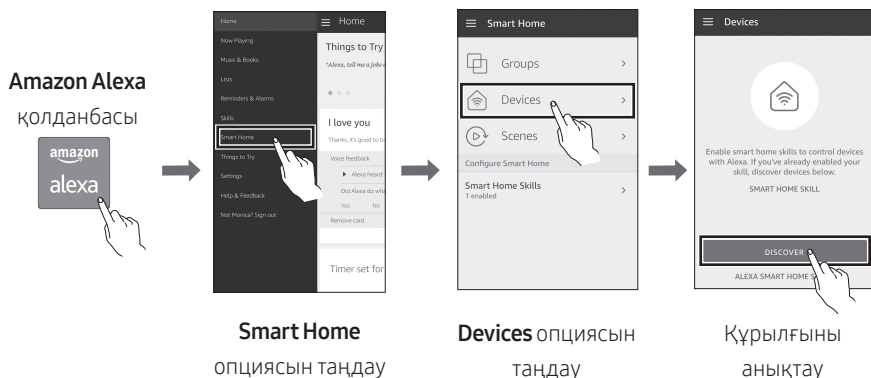 Amazon Alexa
қолданбасы
amazon
alexa
Home
Now Playing
Music & Books
Lists
Reminders & Alarms
Skills
Smart Home
Things to Try
Settings
Help & Feedback
Not Monica? Sign out
Home
Things to Try
"Alexa, tell me a joke
I love you
Thanks, it's good to
Voice feedback
Alexa heard
Did Alexa do
Yes No
Remove card
Timer set for
Smart Home
опциясын таңдау
Smart Home
Groups
Devices
Scenes
Configure Smart Home
Smart Home Skills
1 enabled
Devices опциясын
таңдау
Devices
Enable smart home skills to control devices
with Alexa. If you've already enabled your
skill, discover devices below.
SMART HOME SKILL
DISCOVER
ALEXA SMART HOME
Құрылғыны
анықтау